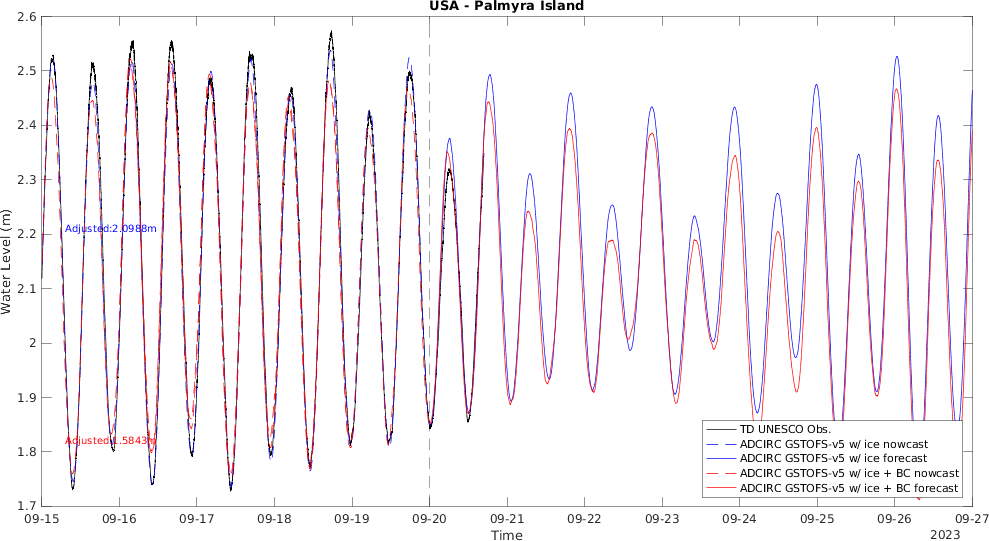 USA - Palmyra Island
2.6
2.5
2.4
2.3
2.2
2.1
2
1.9
1.8
1.7
Water Level (m)
Adjusted:2.0988m
Adjusted:1.5843m
TD UNESCO Obs.
ADCIRC GSTOFS-v5 w/ ice nowcast
ADCIRC GSTOFS-v5 w/ ice forecast
ADCIRC GSTOFS-v5 w/ ice + BC nowcast
ADCIRC GSTOFS-v5 w/ ice + BC forecast
09-15 09-16 09-17 09-18 09-19 09-20 09-21 09-22 09-23 09-24 09-25 09-26 09-27
Time
2023